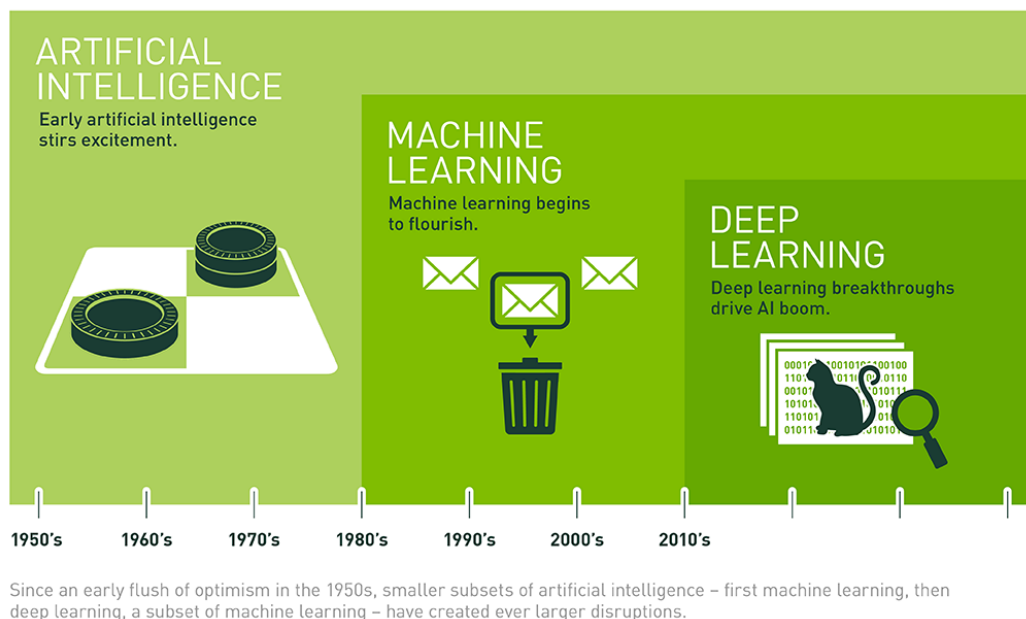 ARTIFICIAL
INTELLIGENCE
Early artificial intelligence
stirs excitement.
MACHINE
LEARNING
Machine learning begins
to flourish.
DEEP
LEARNING
Deep learning breakthroughs
drive AI boom.
1950's 1960's 1970's 1980's 1990's 2000's 2010's
Since an early flush of optimism in the 1950s, smaller subsets of artificial intelligence – first machine learning, then
deep learning, a subset of machine learning – have created ever larger disruptions.